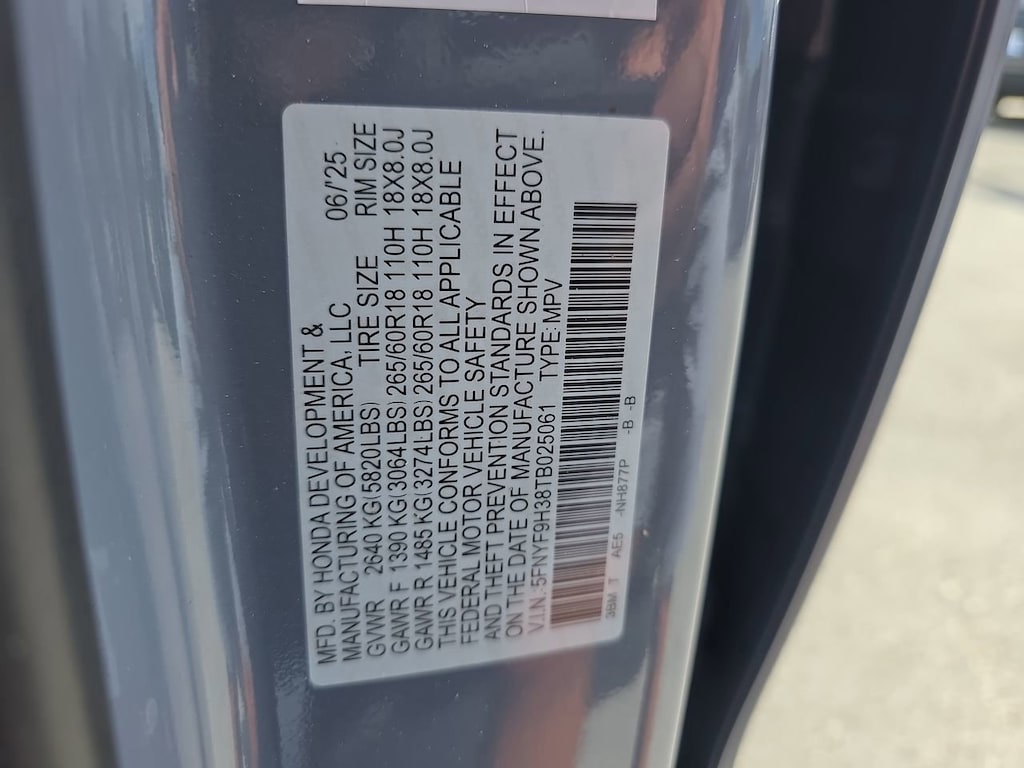 MFD. BY HONDA DEVELOPMENT &
MANUFACTURING OF AMERICA, LLC 06/'25
GVWR 2640 KG(5820LBS) TIRE SIZE RIM SIZE
GAWR F 1390 KG(3064LBS) 265/60R18 110H 18X8.0J
GAWR R 1485 KG(3274LBS) 265/60R18 110H 18X8.0J
THIS VEHICLE CONFORMS TO ALL APPLICABLE
FEDERAL MOTOR VEHICLE SAFETY
AND THEFT PREVENTION STANDARDS IN EFFECT
ON THE DATE OF MANUFACTURE SHOWN ABOVE.
V.I.N.:5FNYF9H38TB025061 TYPE:MPV
3BM T AE5 -NH877P -B -B